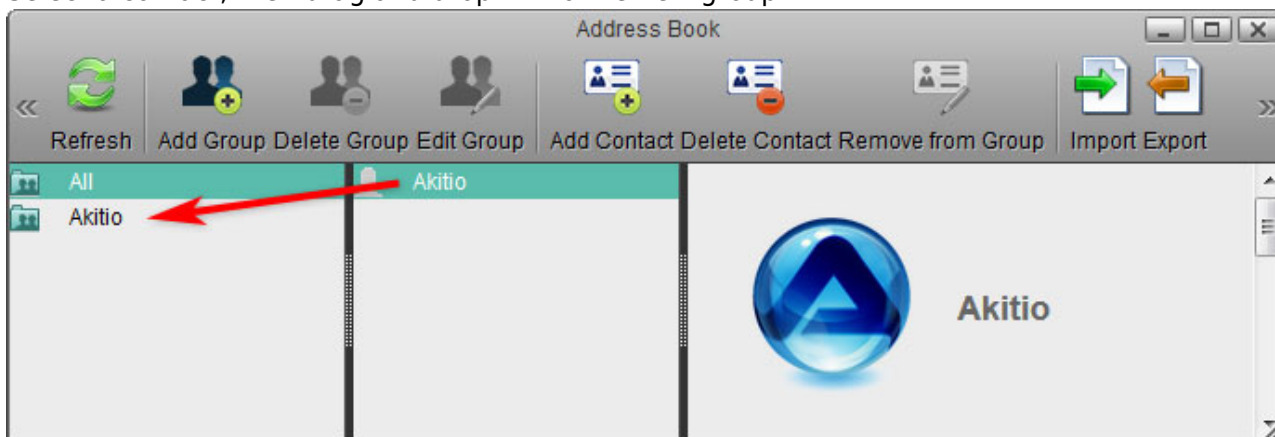 Address Book
Refresh Add Group Delete Group Edit Group Add Contact Delete Contact Remove from Group Import Export
All Akitio
Akitio
Akitio